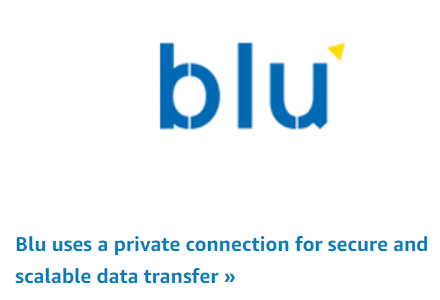 blu
Blu uses a private connection for secure and
scalable data transfer »